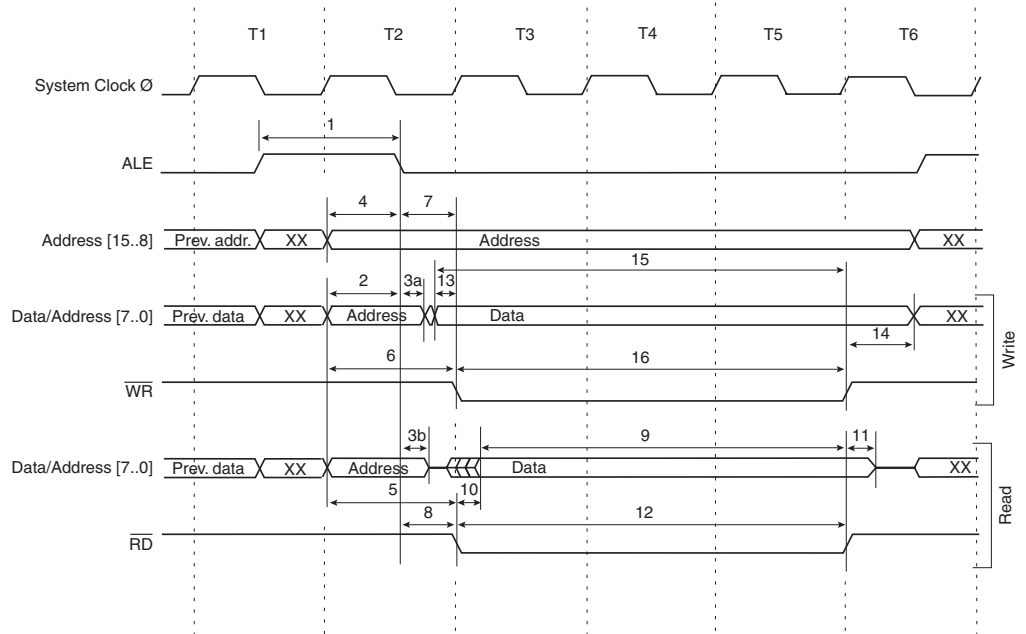 T1 T2 T3 T4 T5 T6
System Clock Ø
1
ALE
4 7
Address [15..8] Prev. addr. XX Address XX
15
2 3a 13
Data/Address [7..0] Prev. data XX Address Data XX
14
6 16
WR
Write
3b 9 11
Data/Address [7..0] Prev. data XX Address Data XX
5 10
8 12
RD
Read